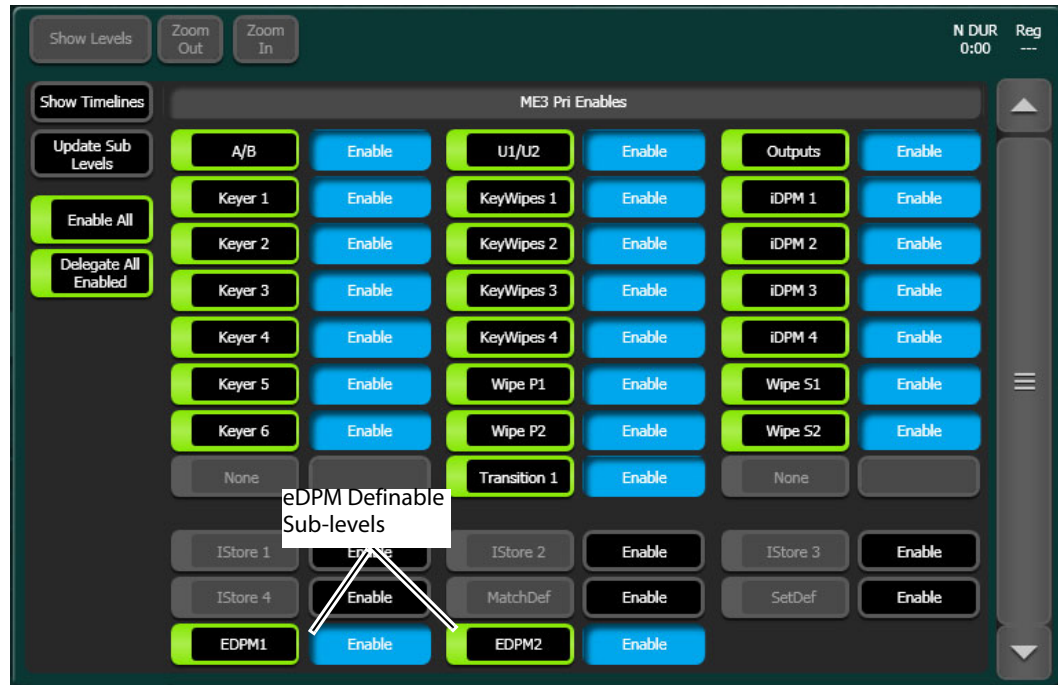 Show Levels
Zoom
Out
Zoom
In
N DUR
0:00
Reg
---
Show Timelines
ME3 Pri Enables
Update Sub
Levels
Enable All
Delegate All
Enabled
A/B Enable U1/U2 Enable Outputs Enable
Keyer 1 Enable KeyWipes 1 Enable iDPM 1 Enable
Keyer 2 Enable KeyWipes 2 Enable iDPM 2 Enable
Keyer 3 Enable KeyWipes 3 Enable iDPM 3 Enable
Keyer 4 Enable KeyWipes 4 Enable iDPM 4 Enable
Keyer 5 Enable Wipe P1 Enable Wipe S1 Enable
Keyer 6 Enable Wipe P2 Enable Wipe S2 Enable
None Transition 1 Enable None
eDPM Definable
Sub-levels
IStore 1 Enable IStore 2 Enable IStore 3 Enable
IStore 4 Enable MatchDef Enable SetDef Enable
EDPM1 Enable EDPM2 Enable